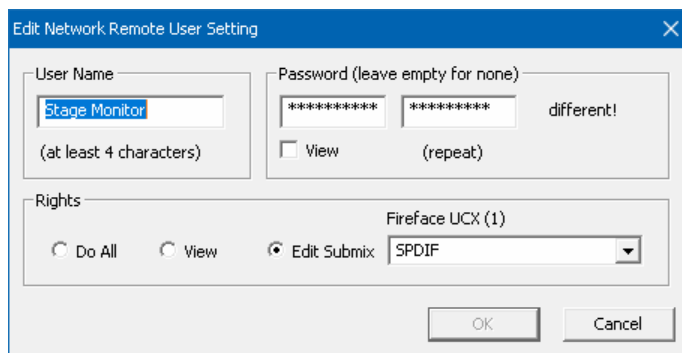 Edit Network Remote User Setting
User Name
Password (leave empty for none)
Stage Monitor
**********
*********
different!
(at least 4 characters)
View
(repeat)
Rights
Fireface UCX (1)
Do All
View
Edit Submix
SPDIF
OK
Cancel